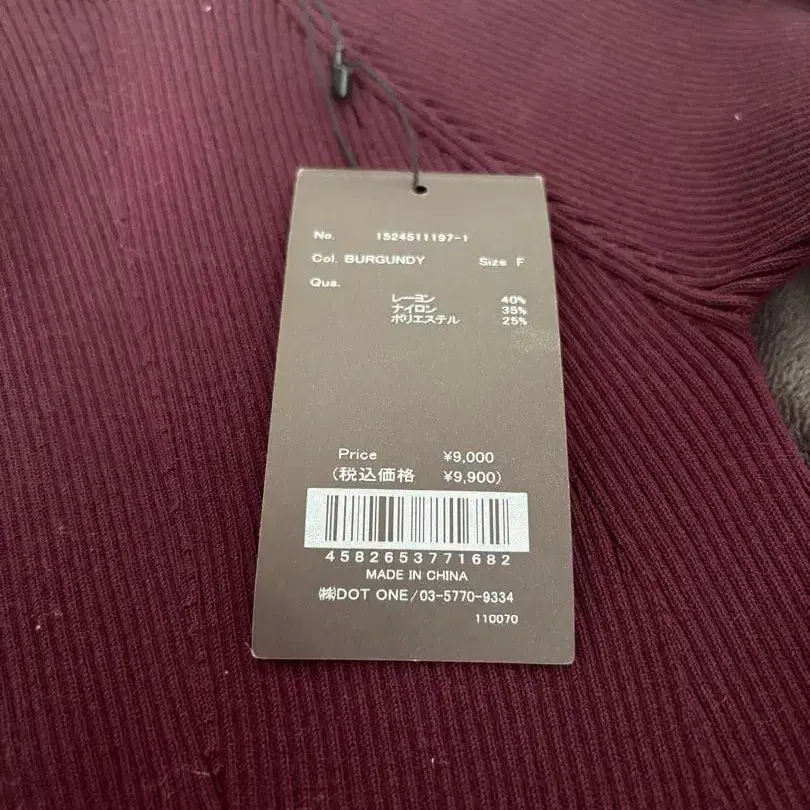 No. 1524511197-1
Col. BURGUNDY Size F
Qua.
レーヨン 40%
ナイロン 35%
ポリエステル 25%
Price ¥9,000
(税込価格 ¥9,900)
4582653771682
MADE IN CHINA
㈱DOT ONE/03-5770-9334
110070